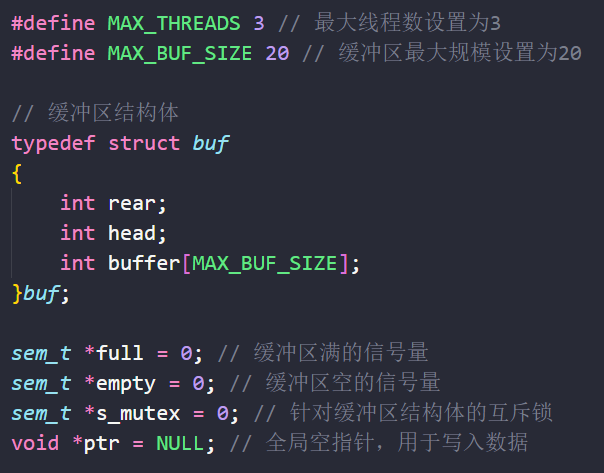 #define MAX_THREADS 3 // 最大线程数设置为3
#define MAX_BUF_SIZE 20 // 缓冲区最大规模设置为20
// 缓冲区结构体
typedef struct buf
{
int rear;
int head;
int buffer[MAX_BUF_SIZE];
}buf;
sem_t *full = 0; // 缓冲区满的信号量
sem_t *empty = 0; // 缓冲区空的信号量
sem_t *s_mutex = 0; // 针对缓冲区结构体的互斥锁
void *ptr = NULL; // 全局空指针，用于写入数据